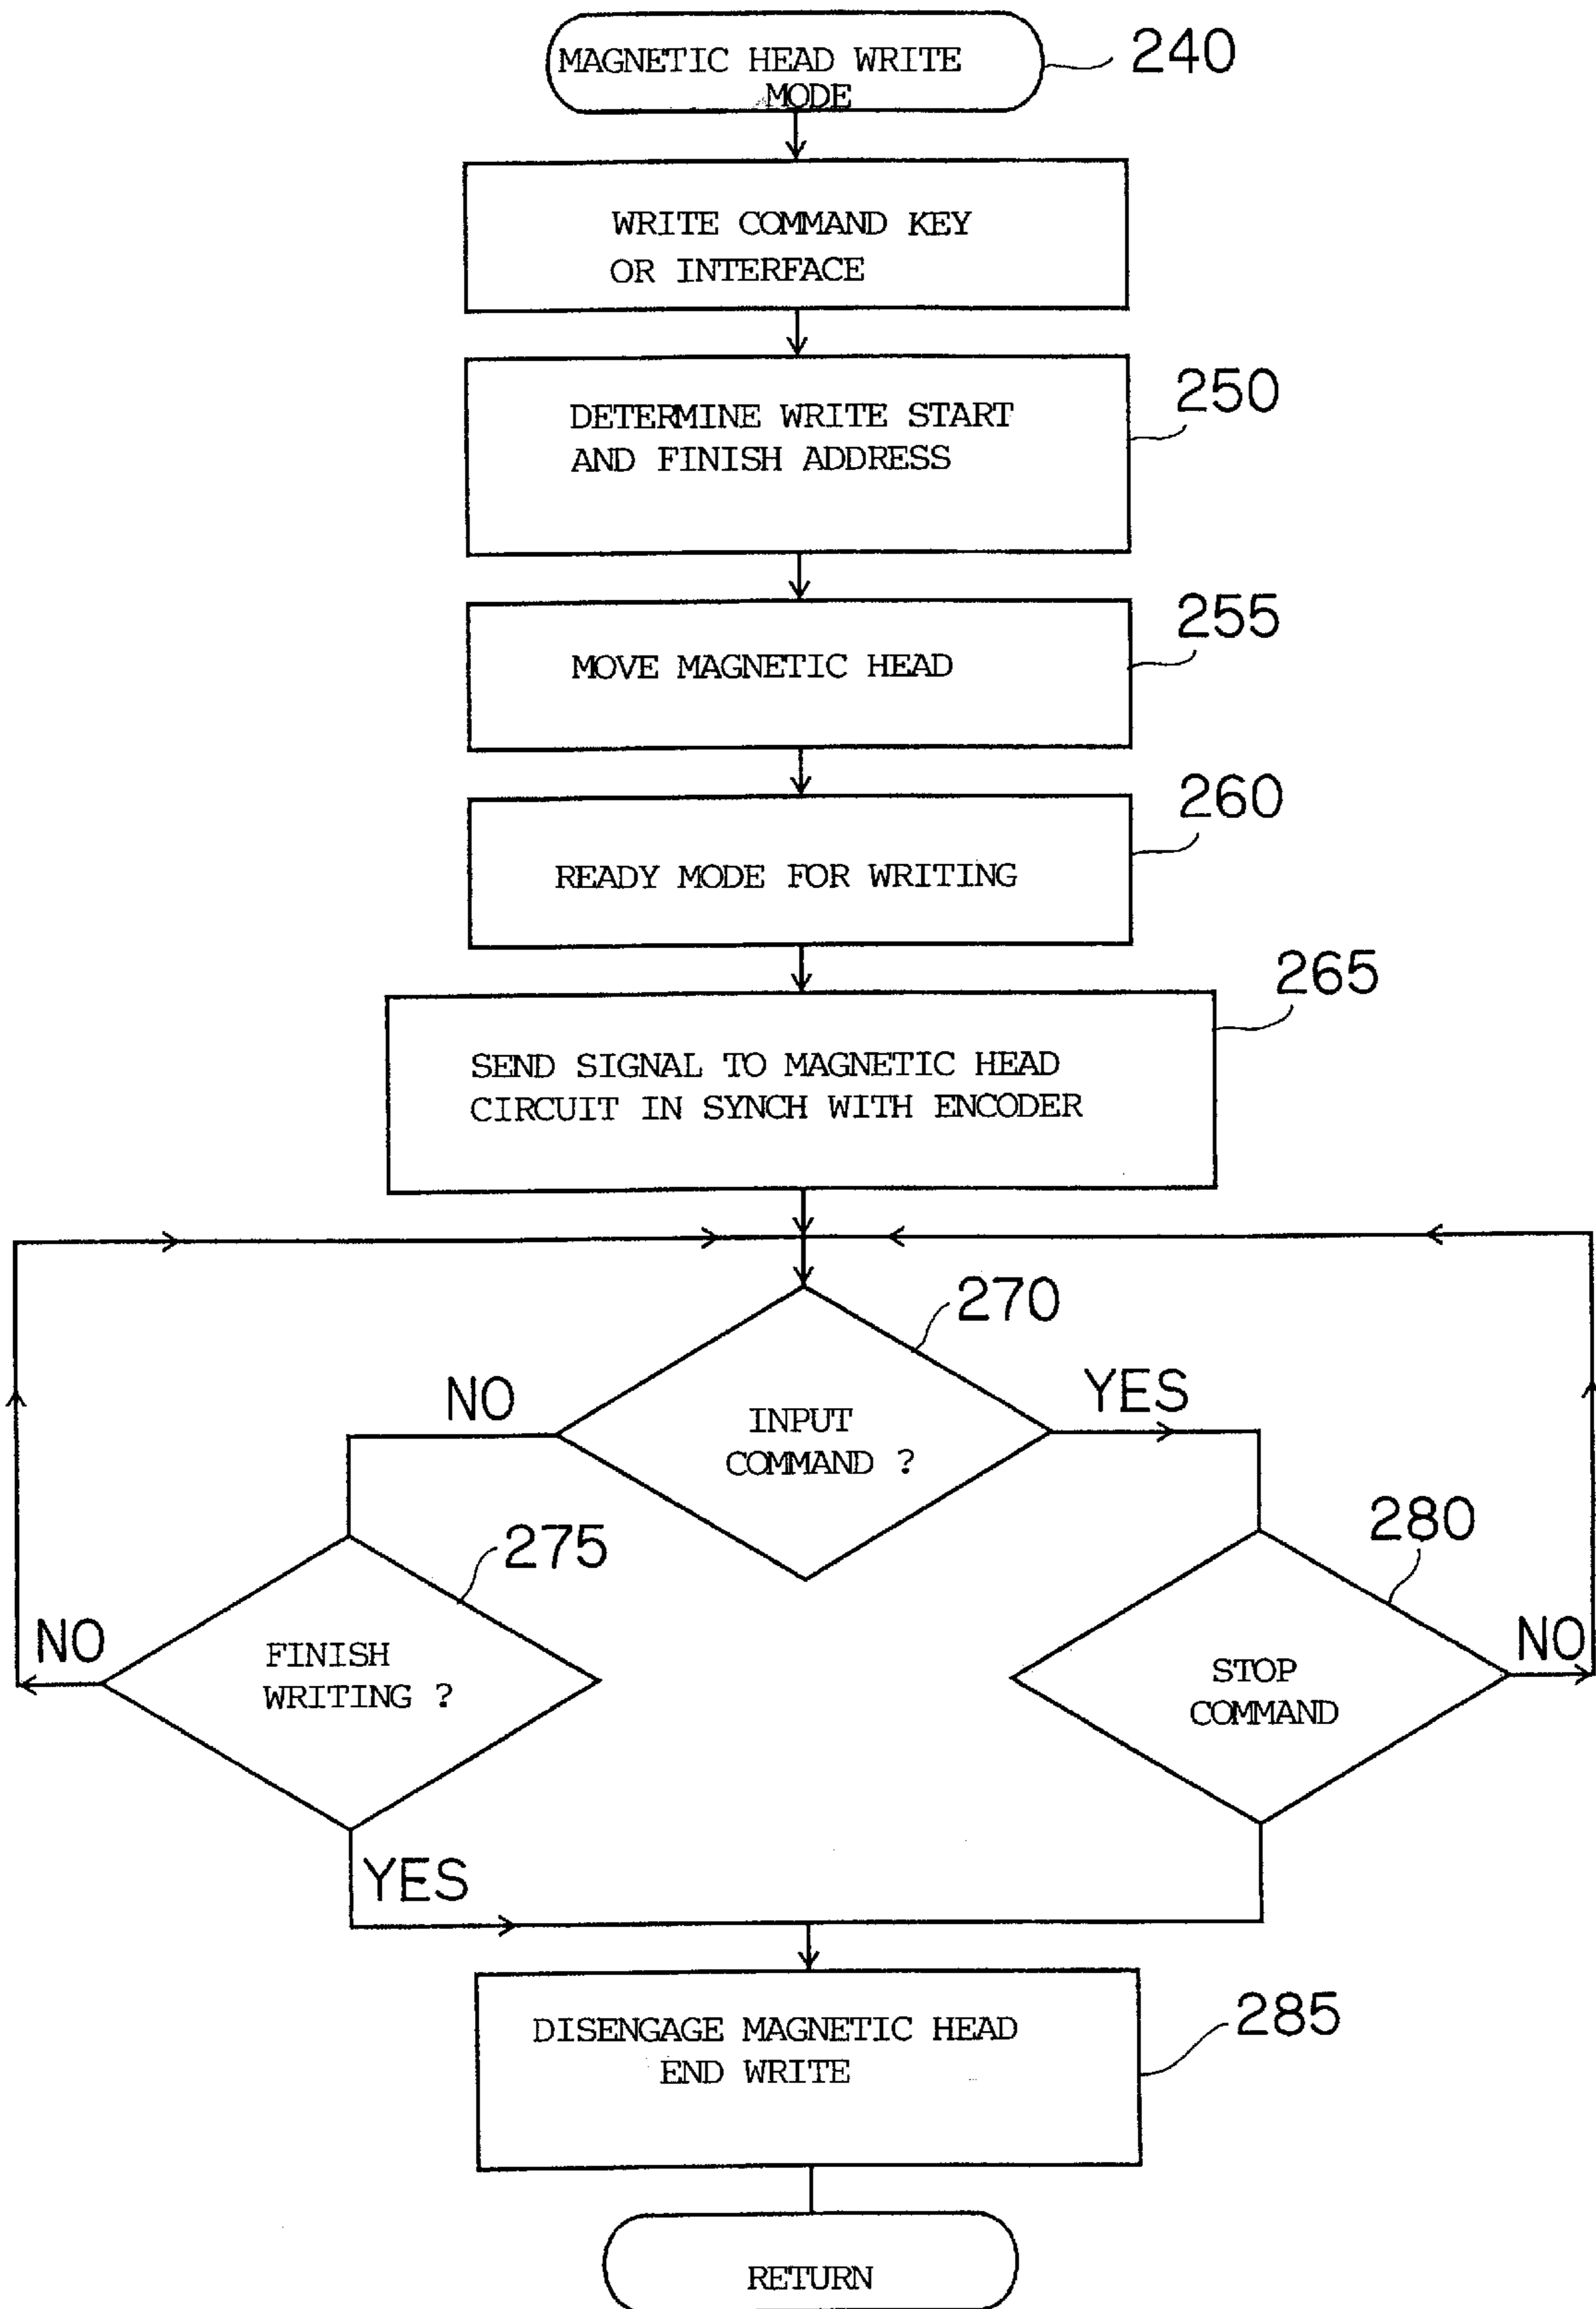 MAGNETIC HEAD WRITE
MODE
240
WRITE COMMAND KEY
OR INTERFACE
250
DETERMINE WRITE START
AND FINISH ADDRESS
255
MOVE MAGNETIC HEAD
260
READY MODE FOR WRITING
265
SEND SIGNAL TO MAGNETIC HEAD
CIRCUIT IN SYNCH WITH ENCODER
270
NO
YES
INPUT
COMMAND ?
275
280
NO
FINISH
WRITING ?
STOP
COMMAND
NO
YES
285
DISENGAGE MAGNETIC HEAD
END WRITE
RETURN